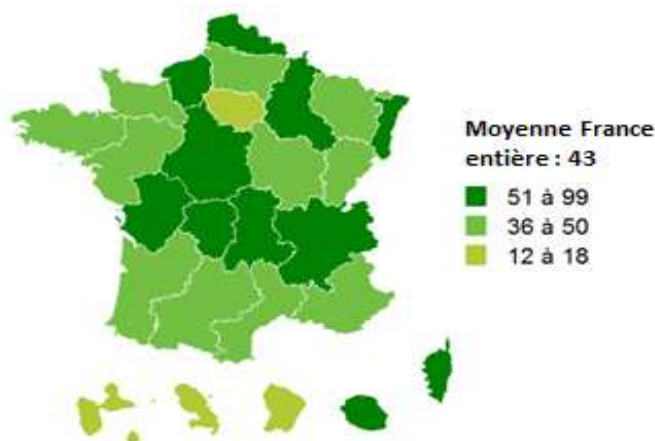 Moyenne France
entière : 43
51 à 99
36 à 50
12 à 18